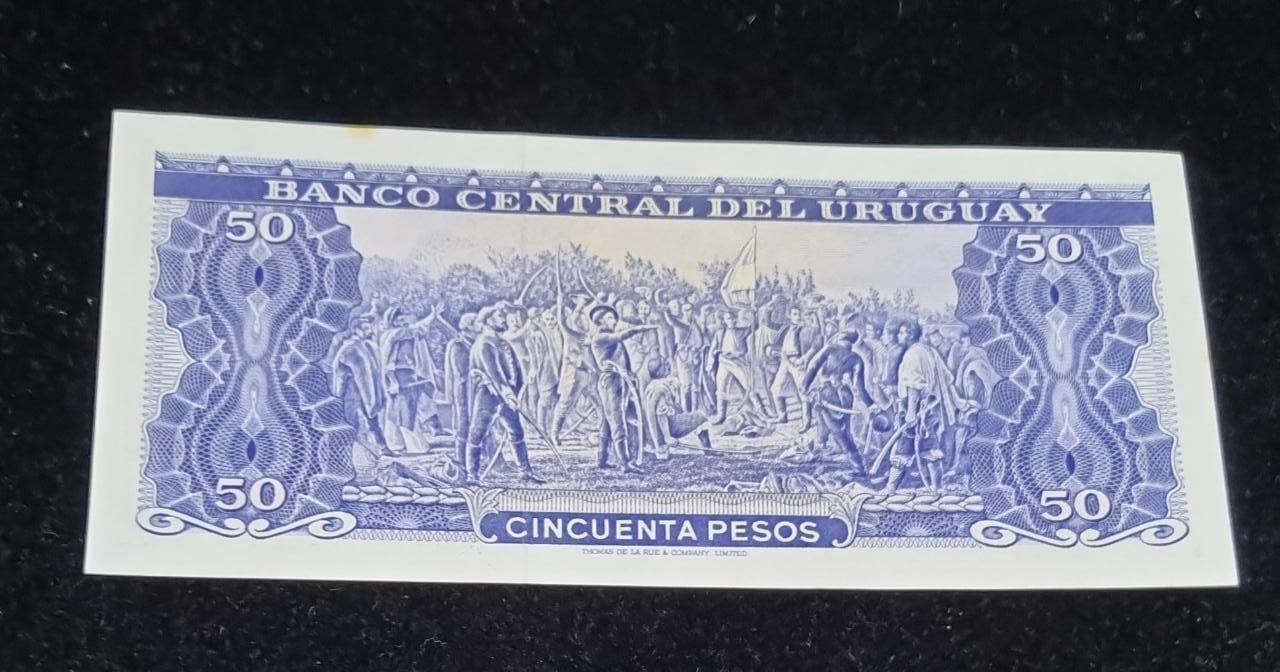 BANCO CENTRAL DEL URUGUAY
50 50
50 50
CINCUENTA PESOS
THOMAS DE LA RUE & COMPANY, LIMITED